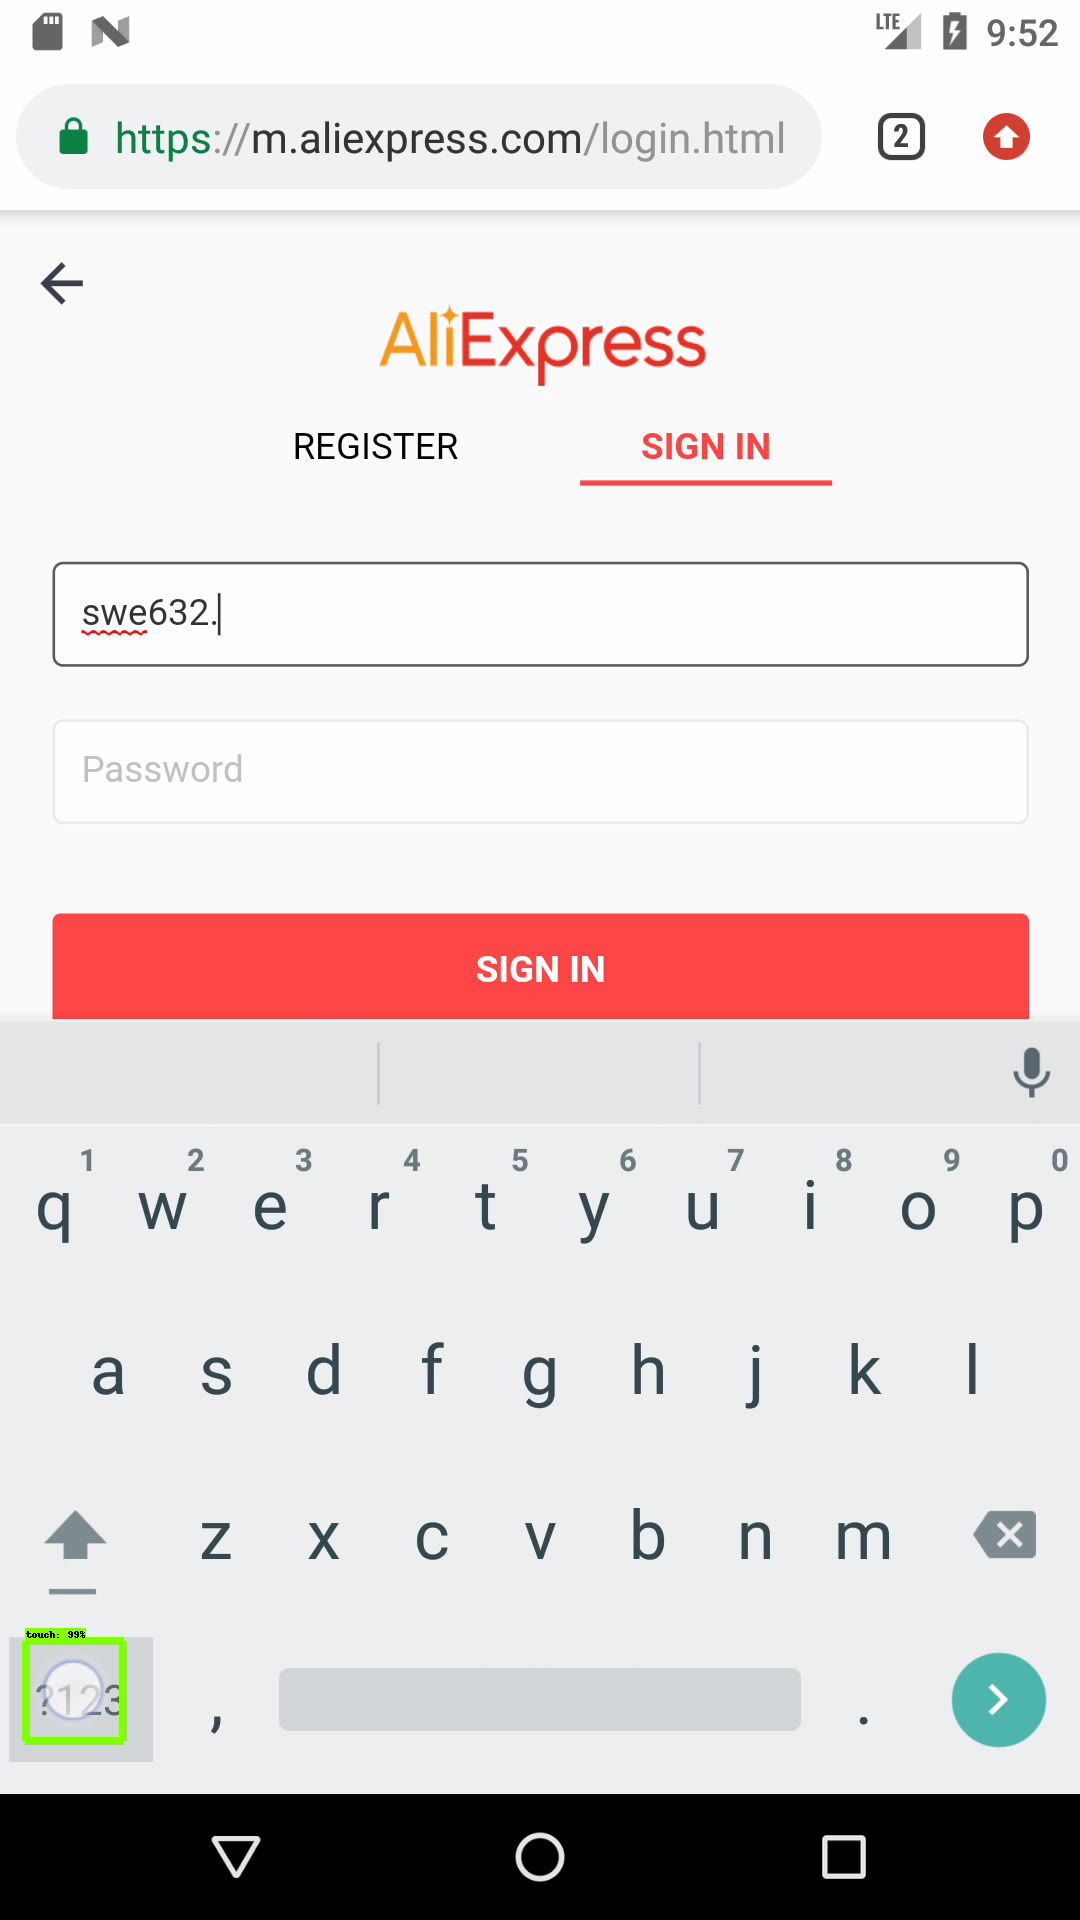 LTE 9:52
https://m.aliexpress.com/login.html 2
AliExpress
REGISTER SIGN IN
swe632.
Password
SIGN IN
1 2 3 4 5 6 7 8 9 0
q w e r t y u i o p
a s d f g h j k l
z x c v b n m
touch: 99%
?123 , .